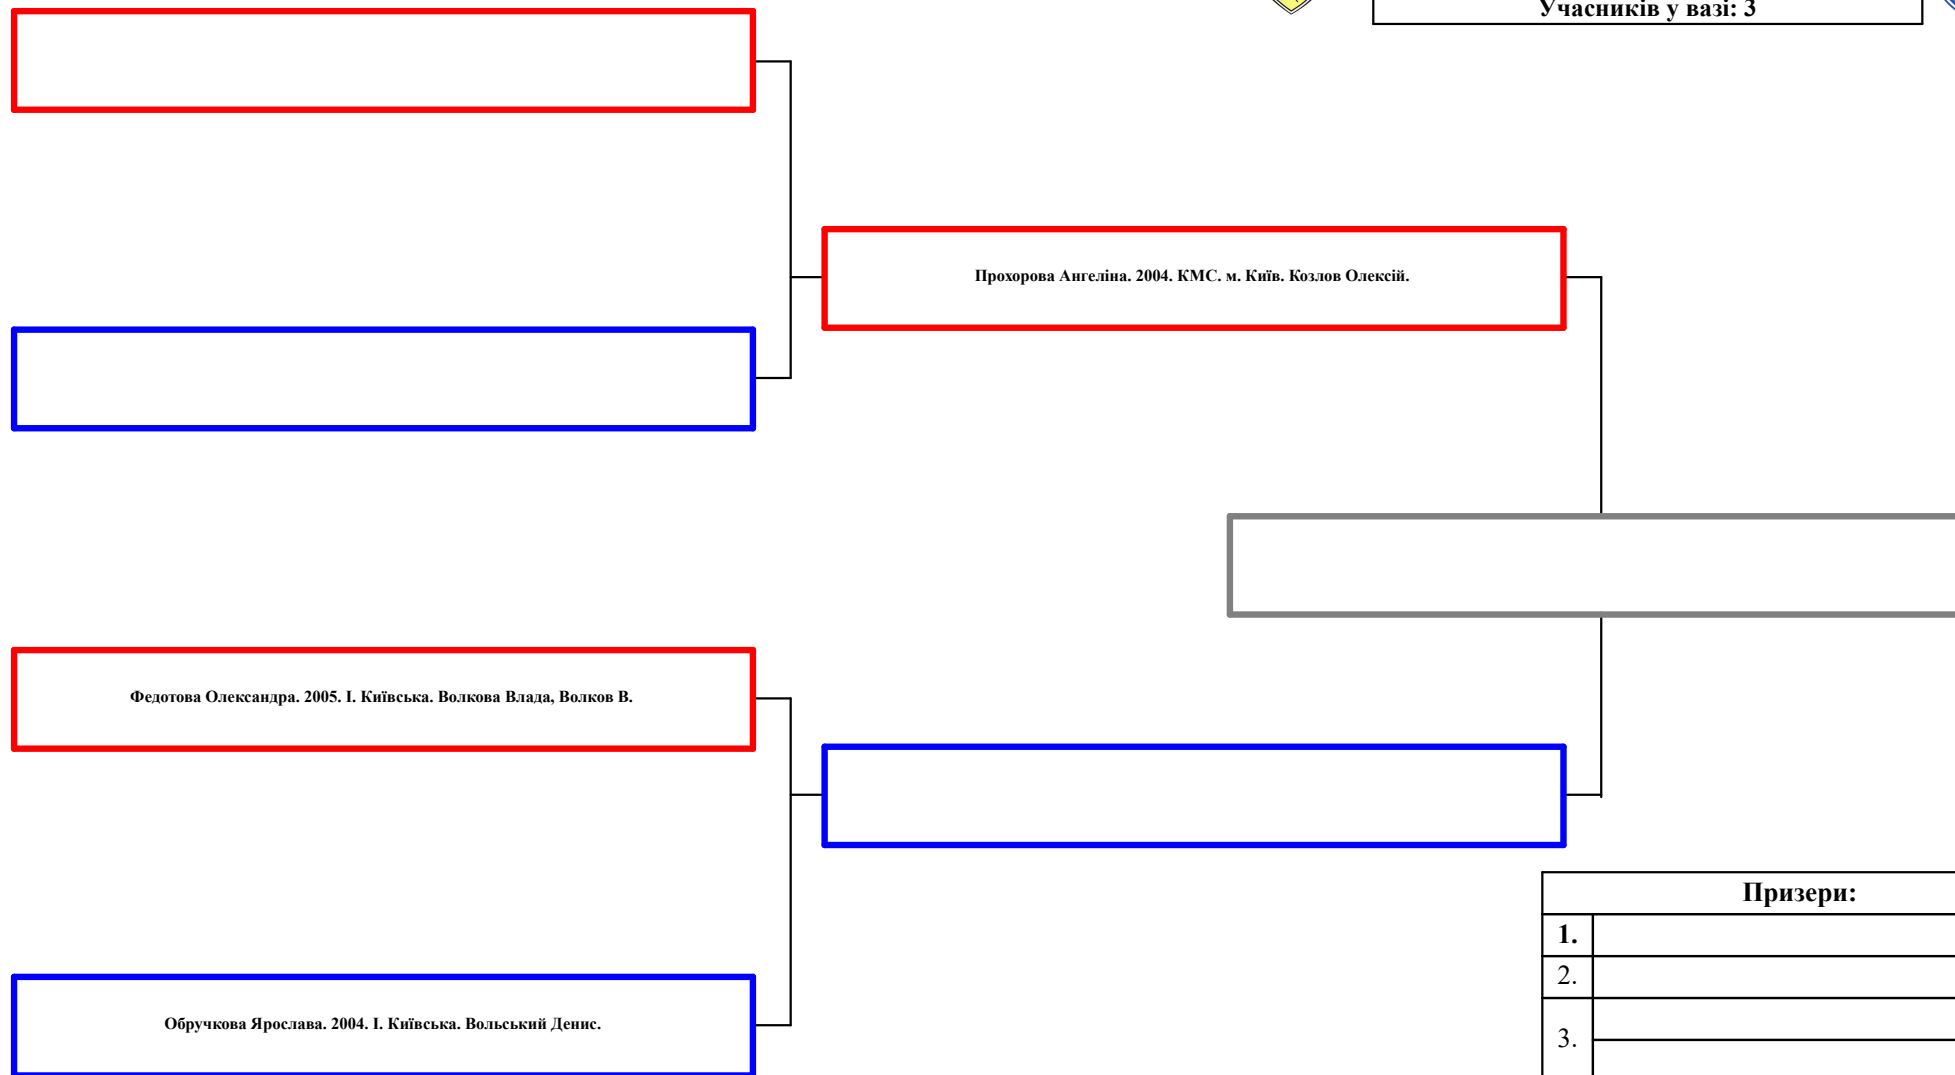 Учасників у вазі: 3
Прохорова Ангеліна. 2004. КМС. м. Київ. Козлов Олексій.
Федотова Олександра. 2005. І. Київська. Волкова Влада, Волков В.
Обручкова Ярослава. 2004. І. Київська. Вольський Денис.
Призери:
1.
2.
3.